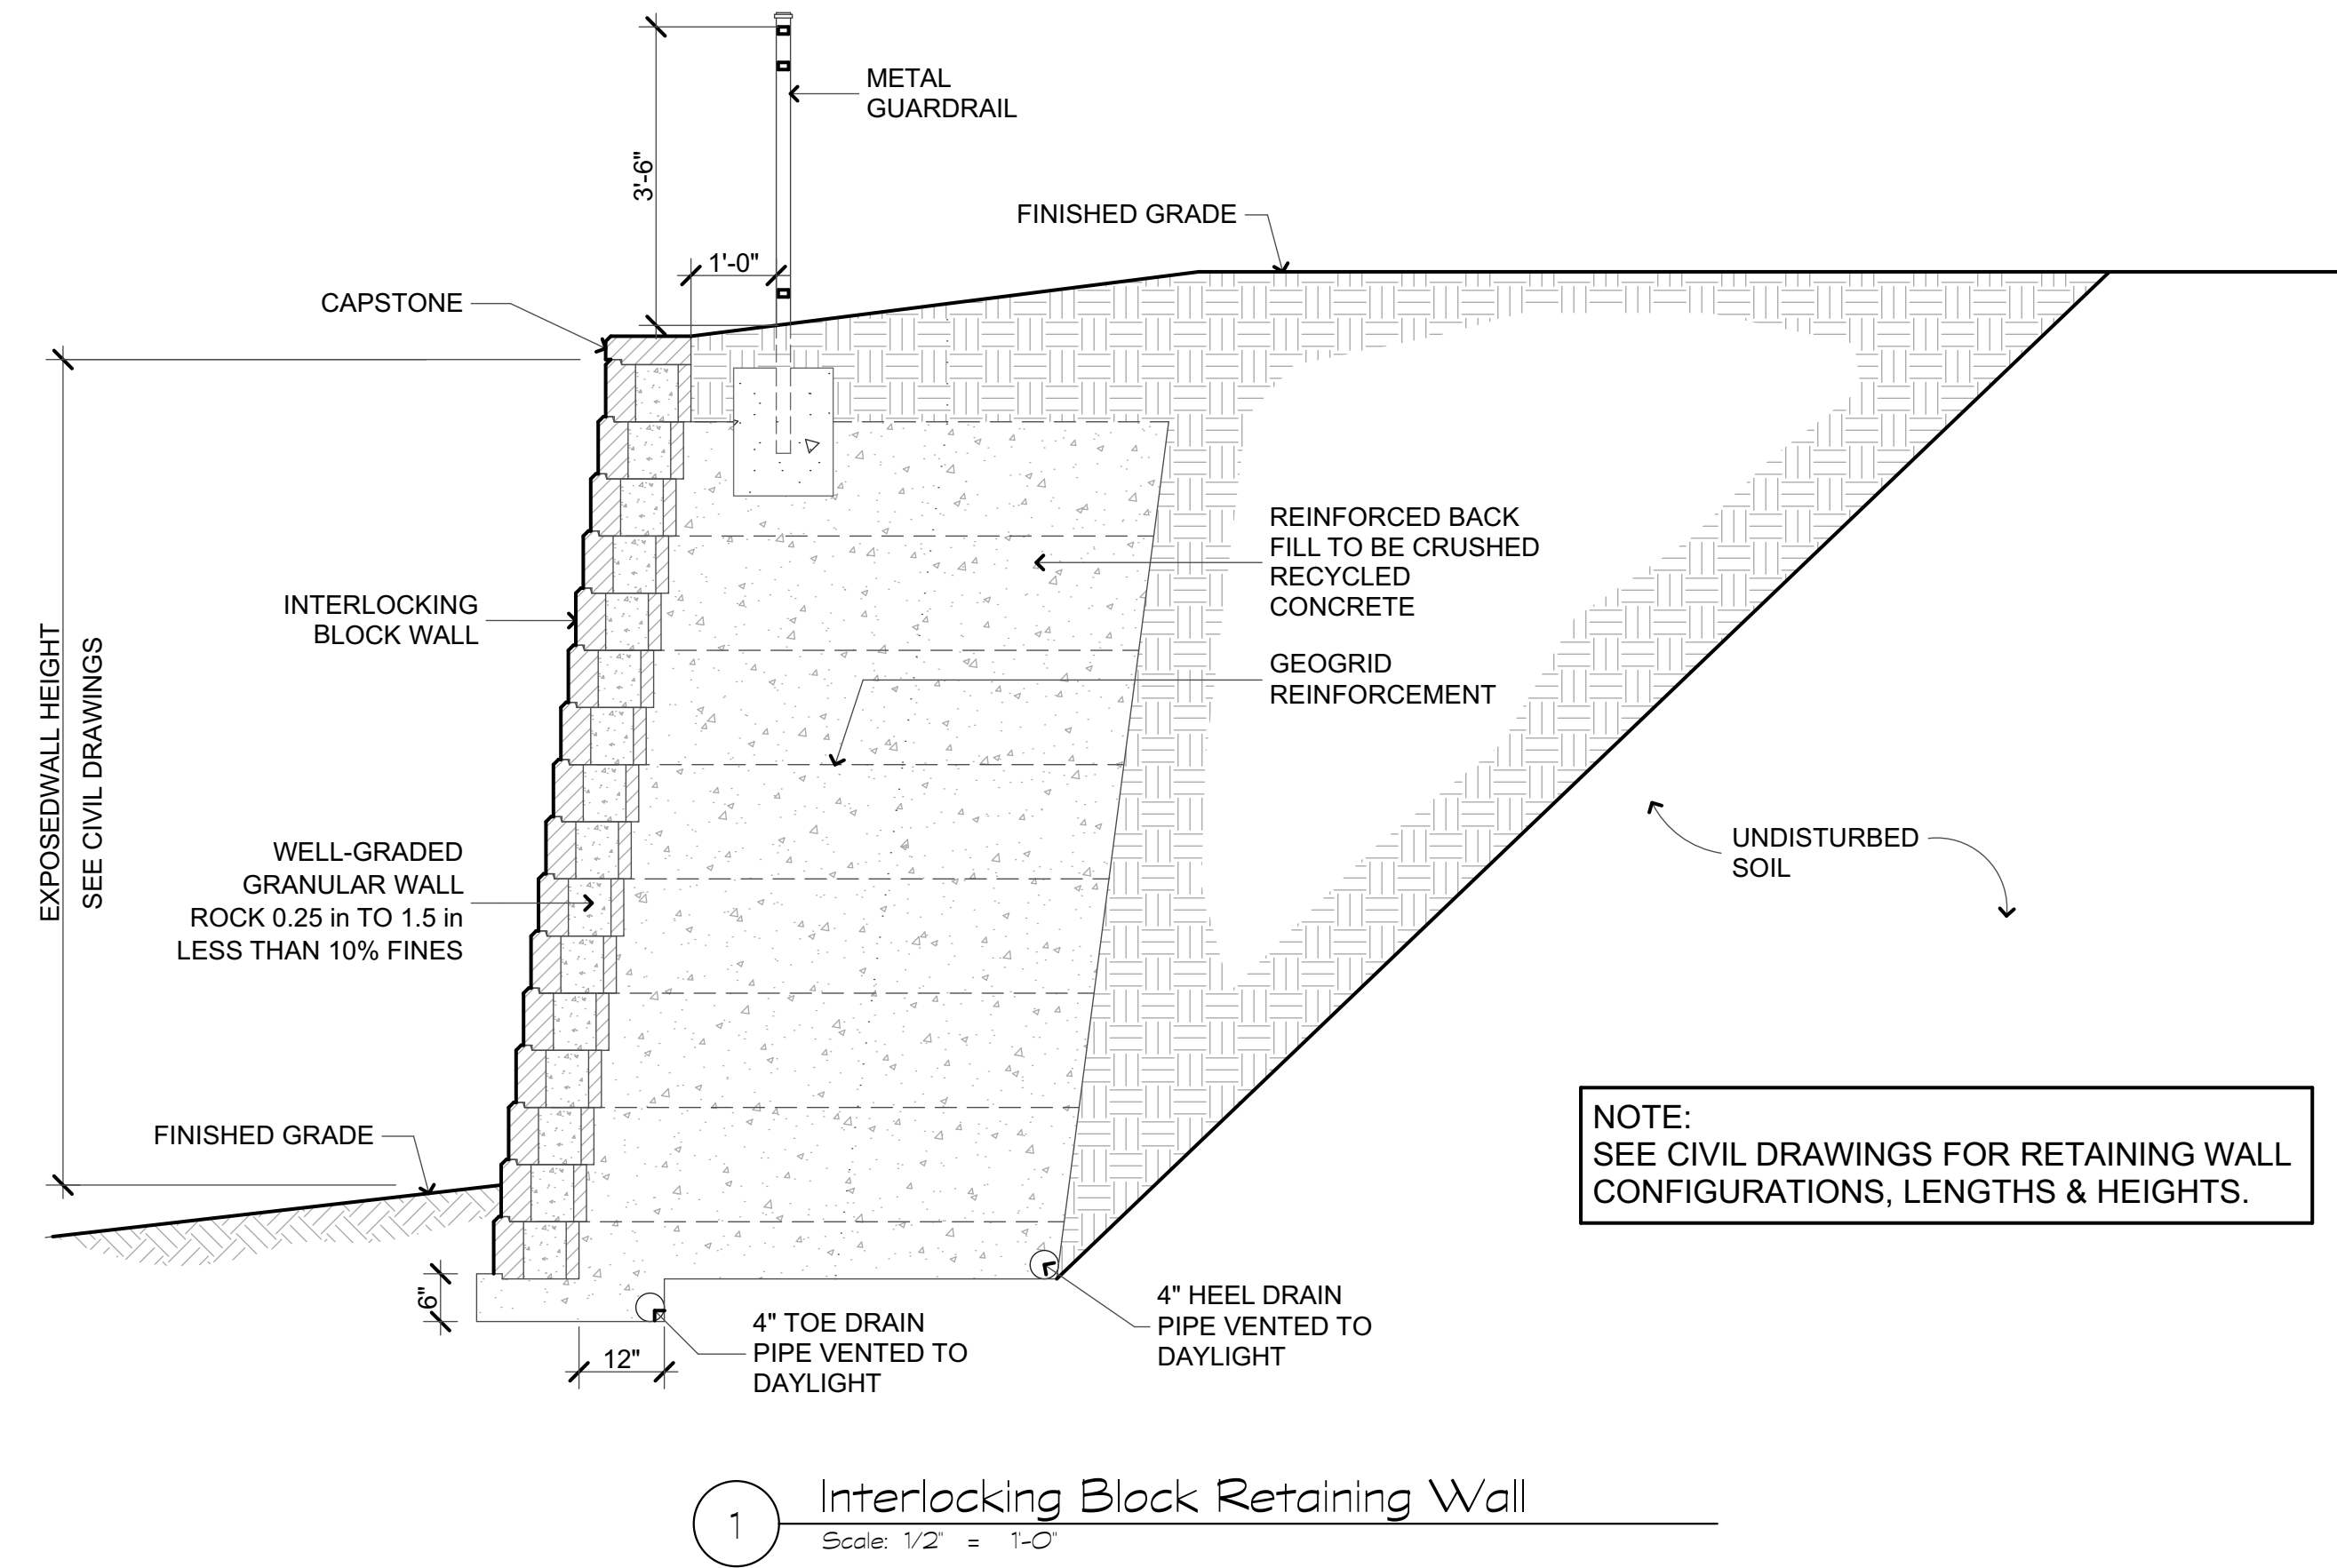 METAL
GUARDRAIL
3'-6"
FINISHED GRADE
1'-0"
CAPSTONE
REINFORCED BACK
FILL TO BE CRUSHED
RECYCLED
CONCRETE
INTERLOCKING
BLOCK WALL
GEOGRID
REINFORCEMENT
EXPOSEDWALL HEIGHT
SEE CIVIL DRAWINGS
UNDISTURBED
SOIL
WELL-GRADED
GRANULAR WALL
ROCK 0.25 in TO 1.5 in
LESS THAN 10% FINES
FINISHED GRADE
NOTE:
SEE CIVIL DRAWINGS FOR RETAINING WALL
CONFIGURATIONS, LENGTHS & HEIGHTS.
6"
12"
4" TOE DRAIN
PIPE VENTED TO
DAYLIGHT
4" HEEL DRAIN
PIPE VENTED TO
DAYLIGHT
1
Interlocking Block Retaining Wall
Scale: 1/2" = 1'-0"